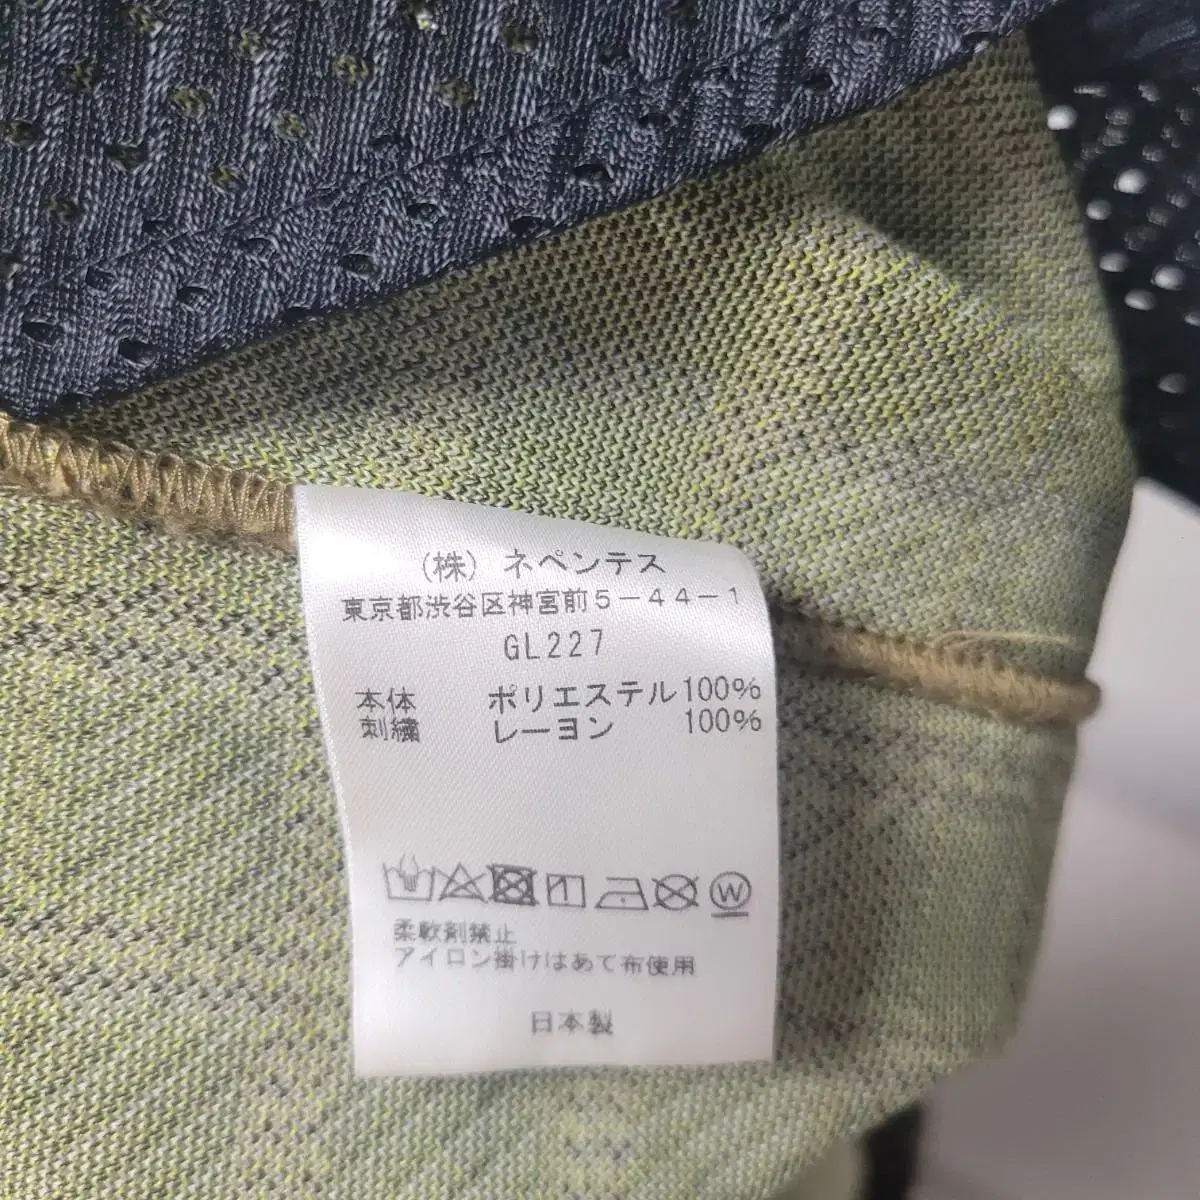 (株) ネペンテス
東京都渋谷区神宮前5-44-1
GL227
本体 ポリエステル100%
刺繍 レーヨン 100%
W
柔軟剤禁止
アイロン掛けはあて布使用
日本製